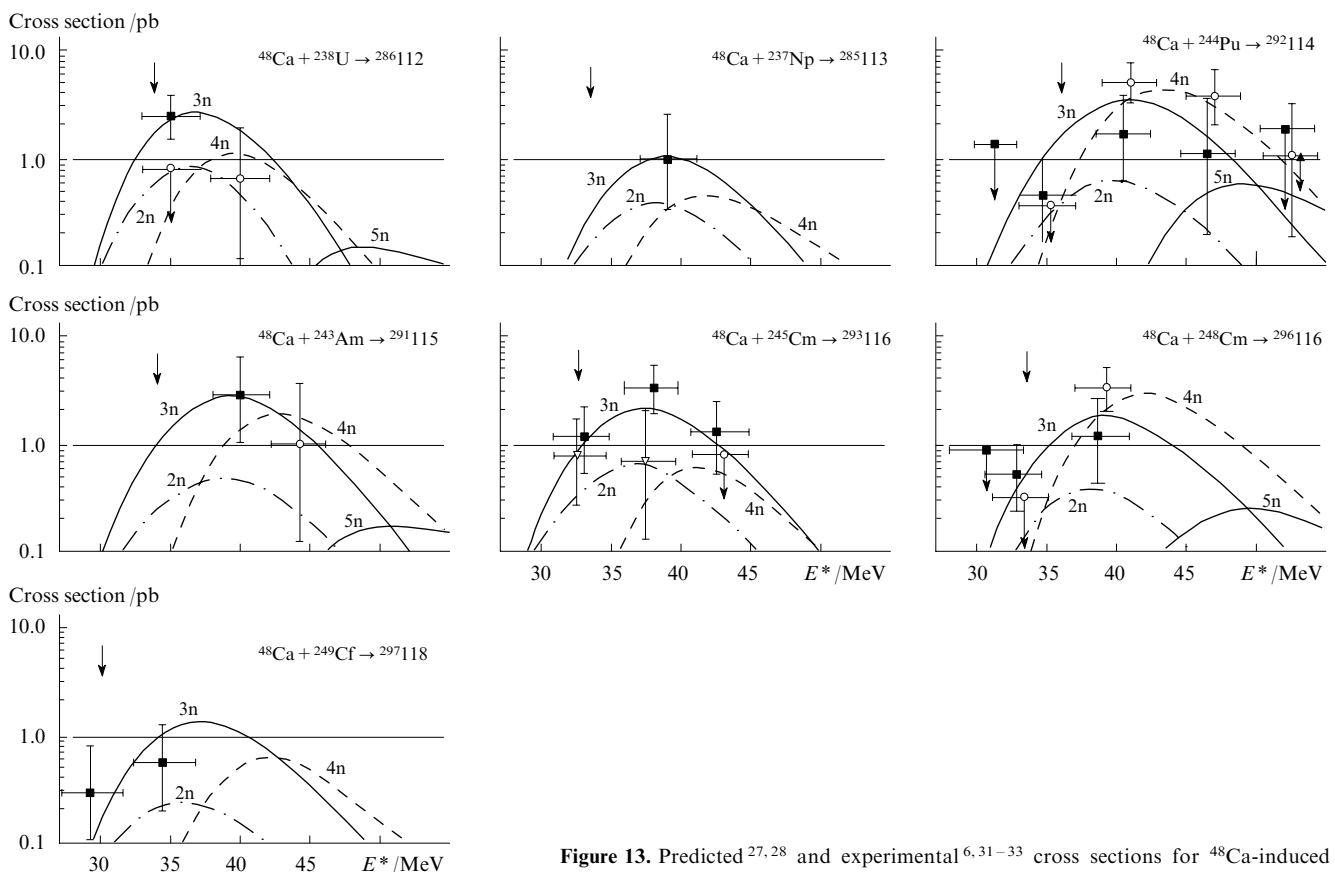 Cross section /pb
10.0
1.0
0.1
⁴⁸Ca + ²³⁸U → ²⁸⁶112
3n
4n
2n
5n
⁴⁸Ca + ²³⁷Np → ²⁸⁵113
3n
2n
4n
⁴⁸Ca + ²⁴⁴Pu → ²⁹²114
4n
3n
2n
5n
Cross section /pb
10.0
1.0
0.1
⁴⁸Ca + ²⁴³Am → ²⁹¹115
3n
4n
2n
5n
⁴⁸Ca + ²⁴⁵Cm → ²⁹³116
3n
2n
4n
30 35 40 45 E*/MeV
⁴⁸Ca + ²⁴⁸Cm → ²⁹⁶116
4n
3n
2n
5n
30 35 40 45 E*/MeV
Cross section /pb
10.0
1.0
0.1
⁴⁸Ca + ²⁴⁹Cf → ²⁹⁷118
3n
4n
2n
30 35 40 45 E*/MeV
Figure 13. Predicted ²⁷,²⁸ and experimental ⁶,³¹⁻³³ cross sections for ⁴⁸Ca-induced